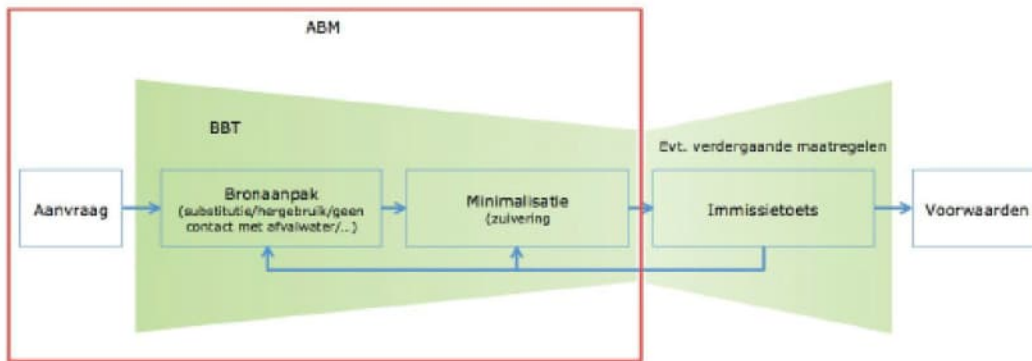 ABM
BBT
Evt. verdergaande maatregelen
Aanvraag
Bronaanpak
(substitutie/hergebruik/geen
contact met afvalwater/...)
Minimalisatie
(zuivering
Immissietoets
Voorwaarden